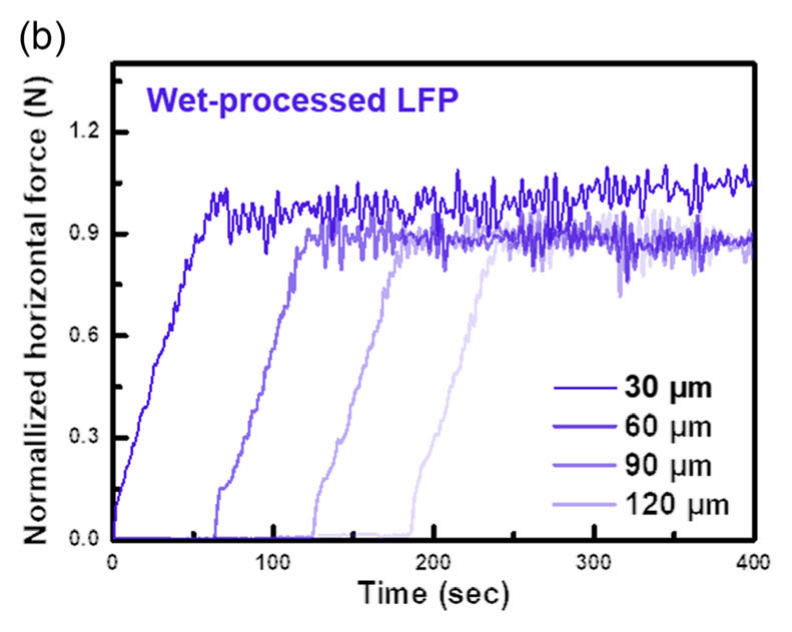 (b)
Wet-processed LFP
Normallized horizontal force (N)
1.2
0.9
0.6
0.3
0.0
30 μm
60 μm
90 μm
120 μm
0 100 200 300 400
Time (sec)